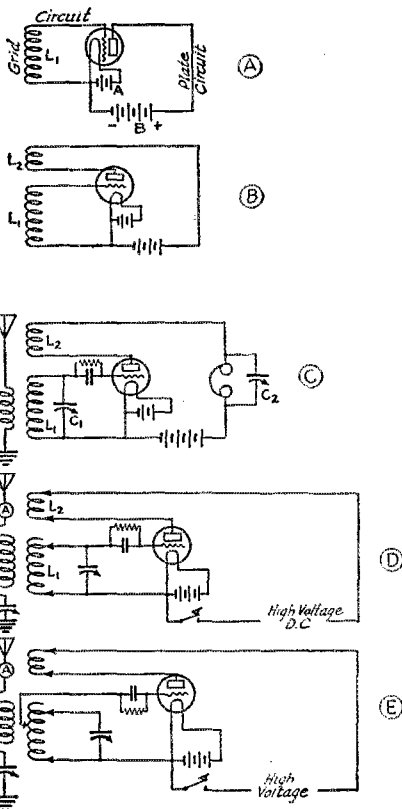 Circuit
Grid
L₁
A
- B +
Plate
Circuit
Ⓐ
L₂
L₁
Ⓑ
L₂
L₁
C₁
C₂
Ⓒ
A
L₂
L₁
High Voltage
D.C
Ⓓ
A
High
Voltage
Ⓔ